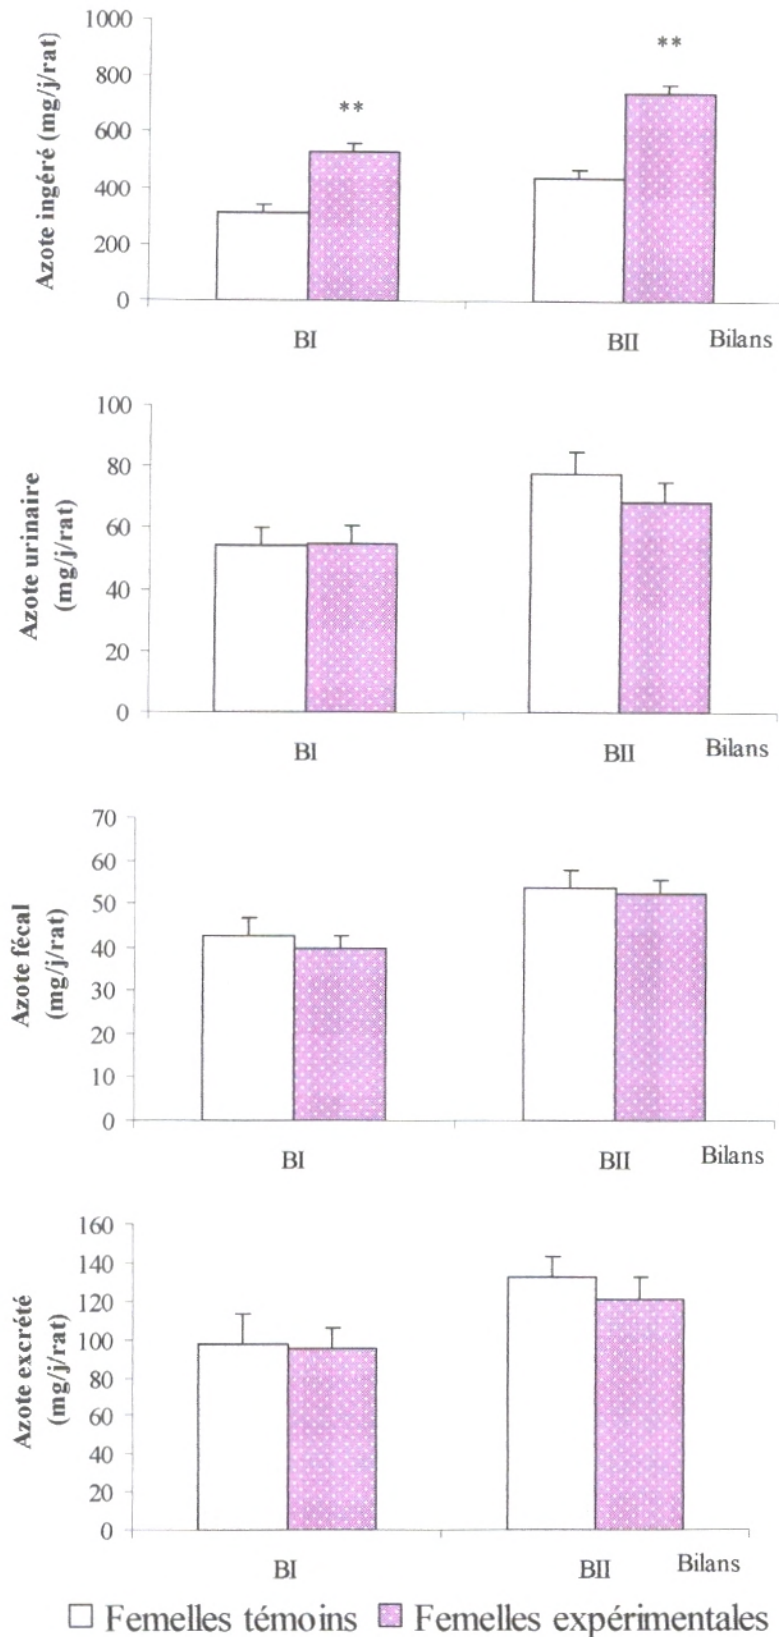 Azote ingéré (mg/j/rat)
1000
800
600
400
200
0
**
**
BI
BII
Bilans
Azote urinaire
(mg/j/rat)
100
80
60
40
20
0
BI
BII
Bilans
Azote fécal
(mg/j/rat)
70
60
50
40
30
20
10
0
BI
BII
Bilans
Azote excrété
(mg/j/rat)
160
140
120
100
80
60
40
20
0
BI
BII
Bilans
Femelles témoins
Femelles expérimentales